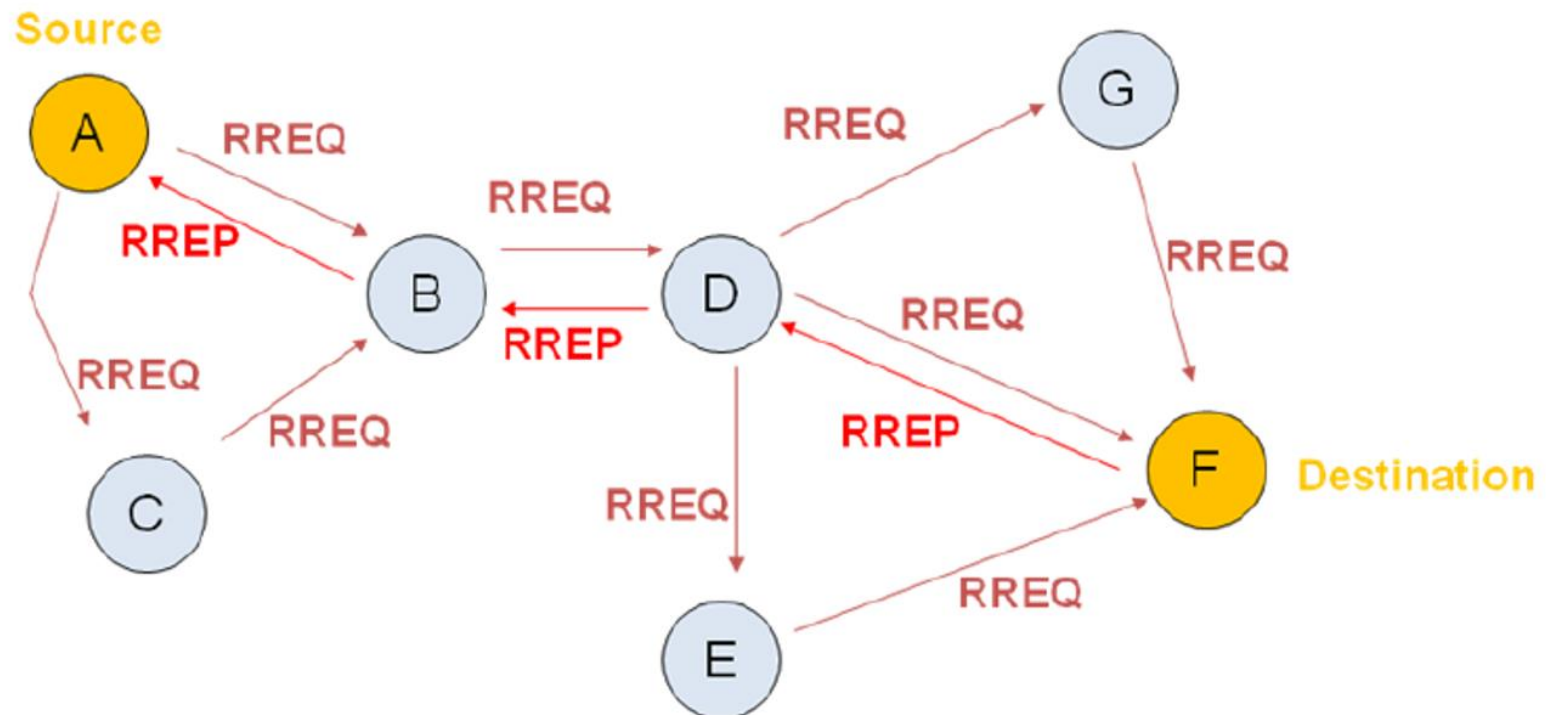 Source
G
A
RREQ
RREQ
RREQ
RREP
RREQ
B
D
RREQ
RREP
RREQ
RREQ
RREP
F
Destination
C
RREQ
RREQ
E